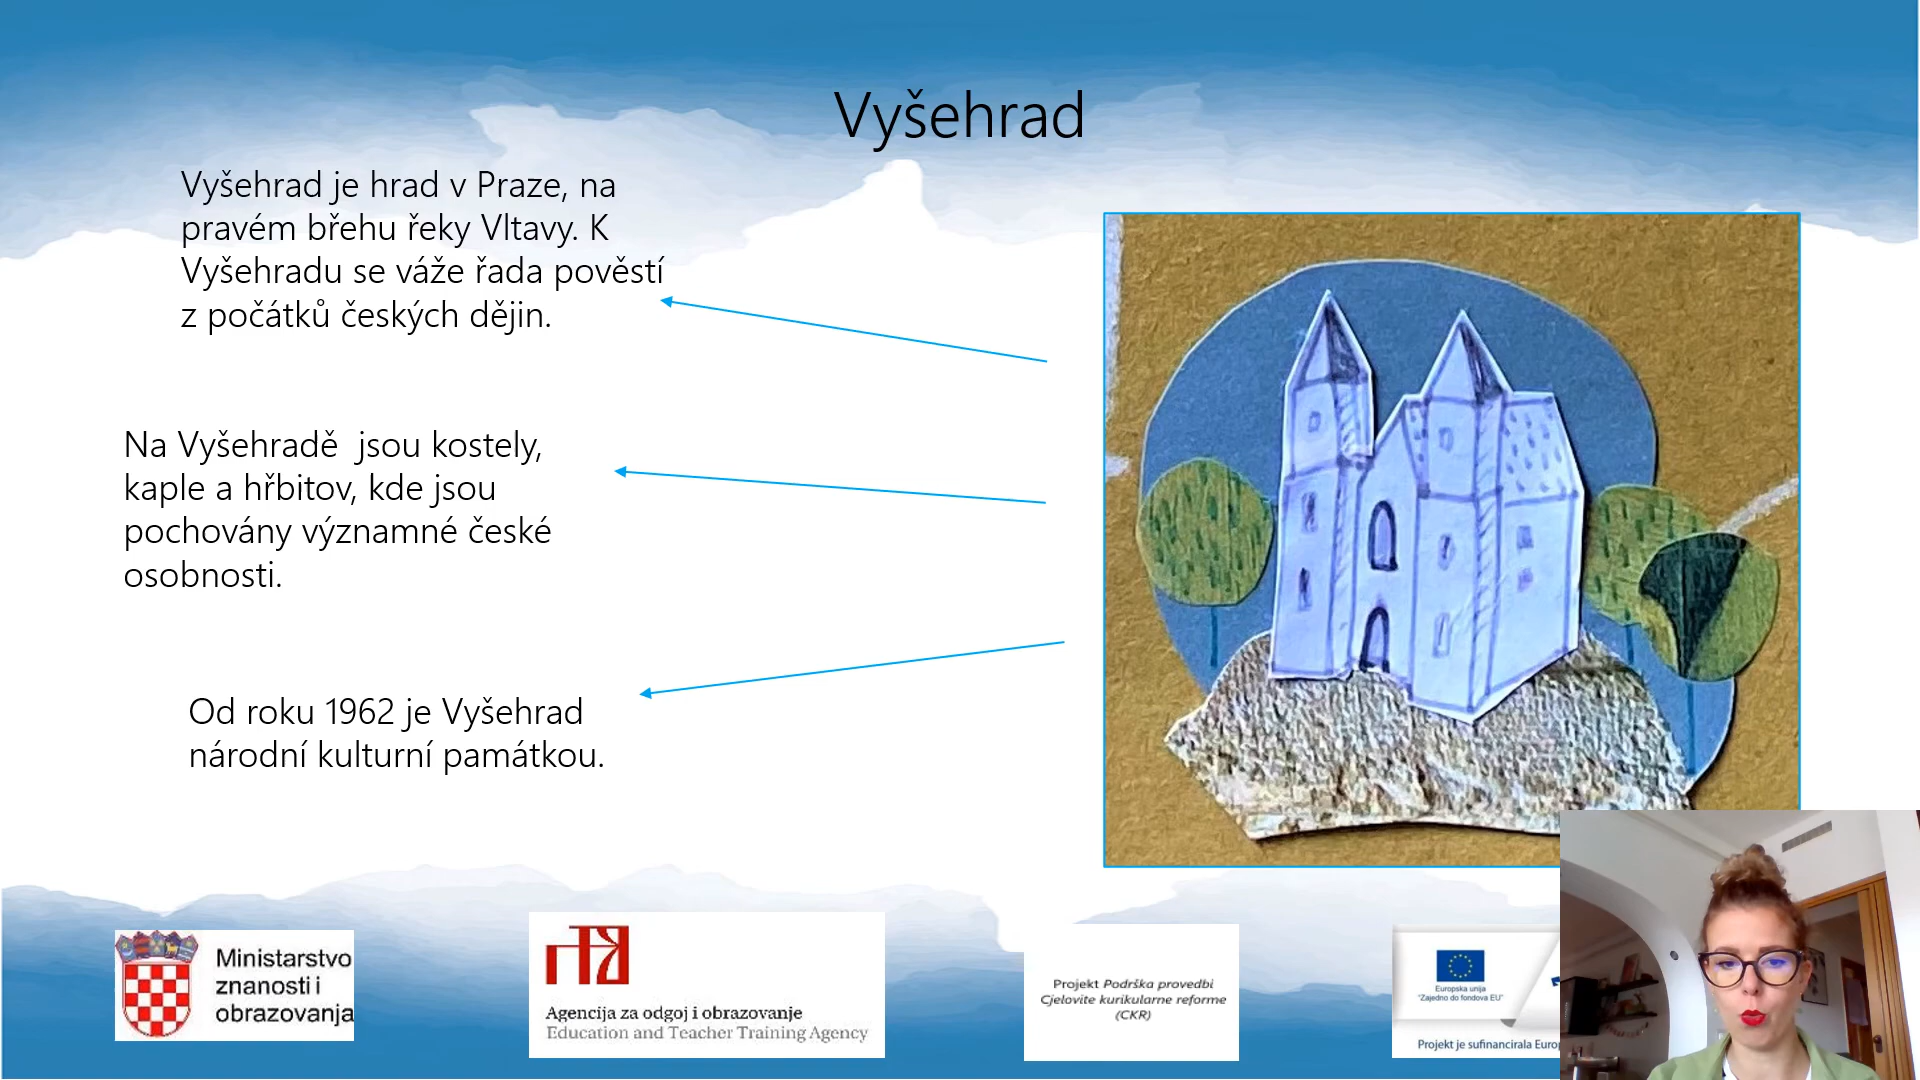 Vyšehrad
Vyšehrad je hrad v Praze, na
pravém břehu řeky Vltavy. K
Vyšehradu se váže řada pověstí
z počátků českých dějin.
Na Vyšehradě  jsou kostely,
kaple a hřbitov, kde jsou
pochovány významné české
osobnosti.
Od roku 1962 je Vyšehrad
národní kulturní památkou.
Ministarstvo
znanosti i
obrazovanja
Agencija za odgoj i obrazovanje
Education and Teacher Training Agency
Projekt Podrška provedbi
Cjelovite kurikularne reforme
(CKR)
Europska unija
"Zajedno do fondova EU"
Projekt je sufinancirala